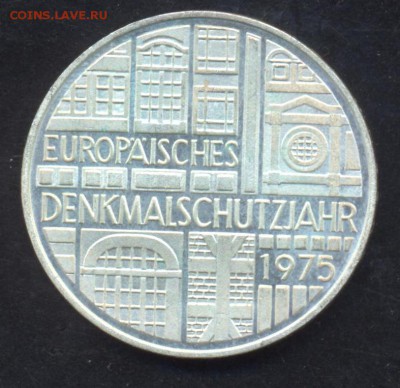 COINS.LAVE.RU
EUROPÄISCHES
DENKMALSCHUTZJAHR
1975